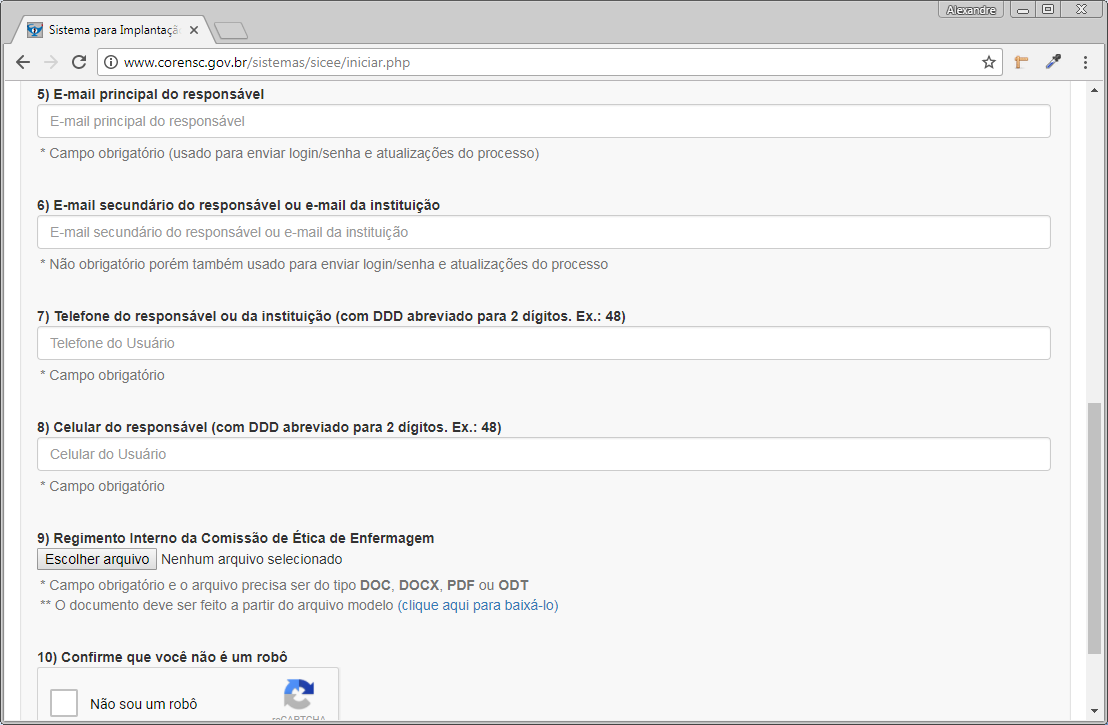 Alexandre
Sistema para Implantaçã
www.corensc.gov.br/sistemas/sicee/iniciar.php
5) E-mail principal do responsável
E-mail principal do responsável
* Campo obrigatório (usado para enviar login/senha e atualizações do processo)
6) E-mail secundário do responsável ou e-mail da instituição
E-mail secundário do responsável ou e-mail da instituição
* Não obrigatório porém também usado para enviar login/senha e atualizações do processo
7) Telefone do responsável ou da instituição (com DDD abreviado para 2 dígitos. Ex.: 48)
Telefone do Usuário
* Campo obrigatório
8) Celular do responsável (com DDD abreviado para 2 dígitos. Ex.: 48)
Celular do Usuário
* Campo obrigatório
9) Regimento Interno da Comissão de Ética de Enfermagem
Escolher arquivo Nenhum arquivo selecionado
* Campo obrigatório e o arquivo precisa ser do tipo DOC, DOCX, PDF ou ODT
** O documento deve ser feito a partir do arquivo modelo (clique aqui para baixá-lo)
10) Confirme que você não é um robô
Não sou um robô
reCAPTCHA